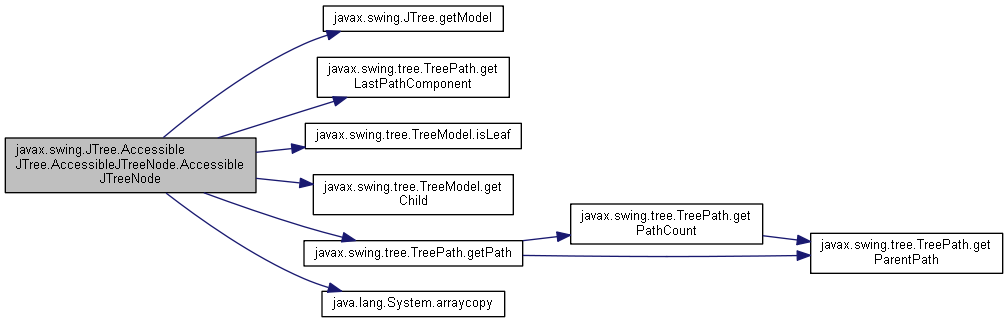 javax.swing.JTree.getModel
javax.swing.tree.TreePath.get
LastPathComponent
javax.swing.JTree.Accessible
JTree.AccessibleJTreeNode.Accessible
JTreeNode
javax.swing.tree.TreeModel.isLeaf
javax.swing.tree.TreeModel.get
Child
javax.swing.tree.TreePath.getPath
javax.swing.tree.TreePath.get
PathCount
javax.swing.tree.TreePath.get
ParentPath
java.lang.System.arraycopy